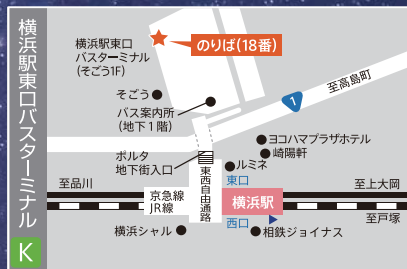 横浜駅東口バスターミナル
K
横浜駅東口
バスターミナル
(そごう1F)
のりば(18番)
そごう
バス案内所
(地下1階)
1
至高島町
ヨコハマプラザホテル
崎陽軒
ポルタ
地下街入口
ルミネ
東口
至品川
至上大岡
京急線
JR線
東西自由通路
横浜駅
至戸塚
西口
横浜シャル
相鉄ジョイナス